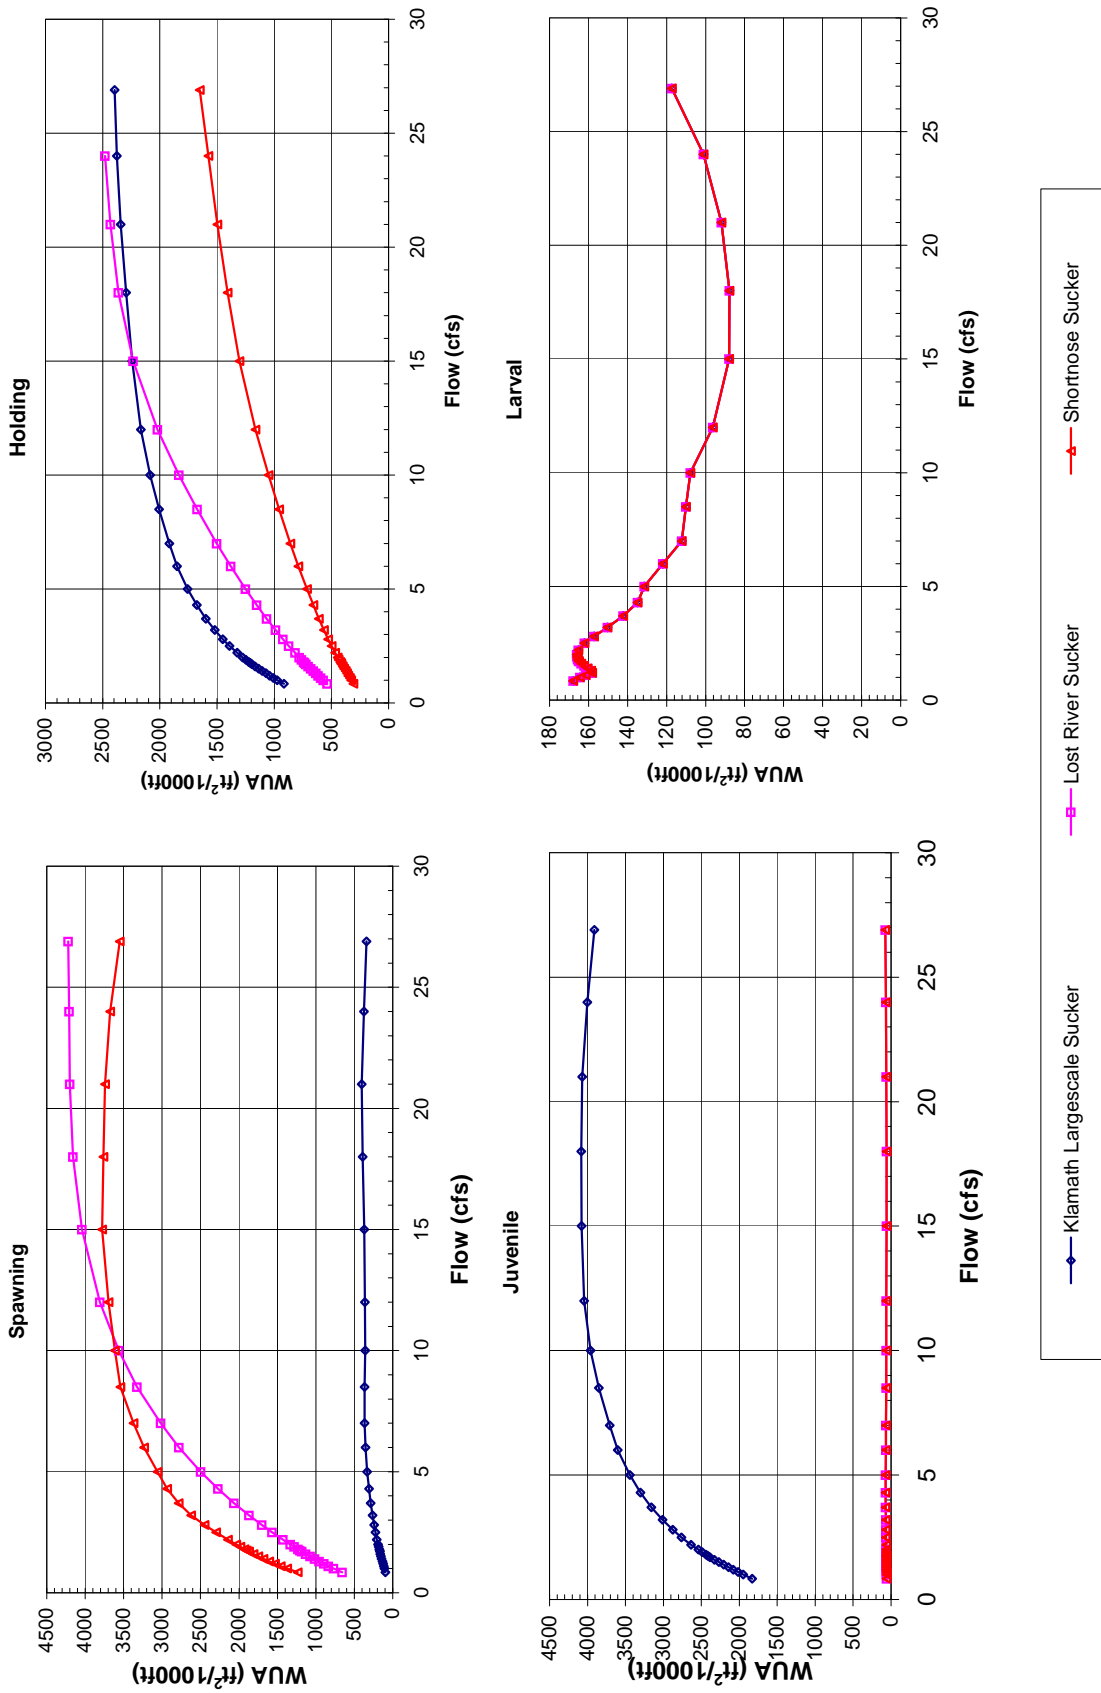 Spawning
WUA (ft²/1000ft)
4500
4000
3500
3000
2500
2000
1500
1000
500
0
0 5 10 15 20 25 30
Flow (cfs)
Holding
WUA (ft²/1000ft)
3000
2500
2000
1500
1000
500
0
0 5 10 15 20 25 30
Flow (cfs)
Juvenile
WUA (ft²/1000ft)
4500
4000
3500
3000
2500
2000
1500
1000
500
0
0 5 10 15 20 25 30
Flow (cfs)
Larval
WUA (ft²/1000ft)
180
160
140
120
100
80
60
40
20
0
0 5 10 15 20 25 30
Flow (cfs)
Klamath Largescale Sucker Lost River Sucker Shortnose Sucker